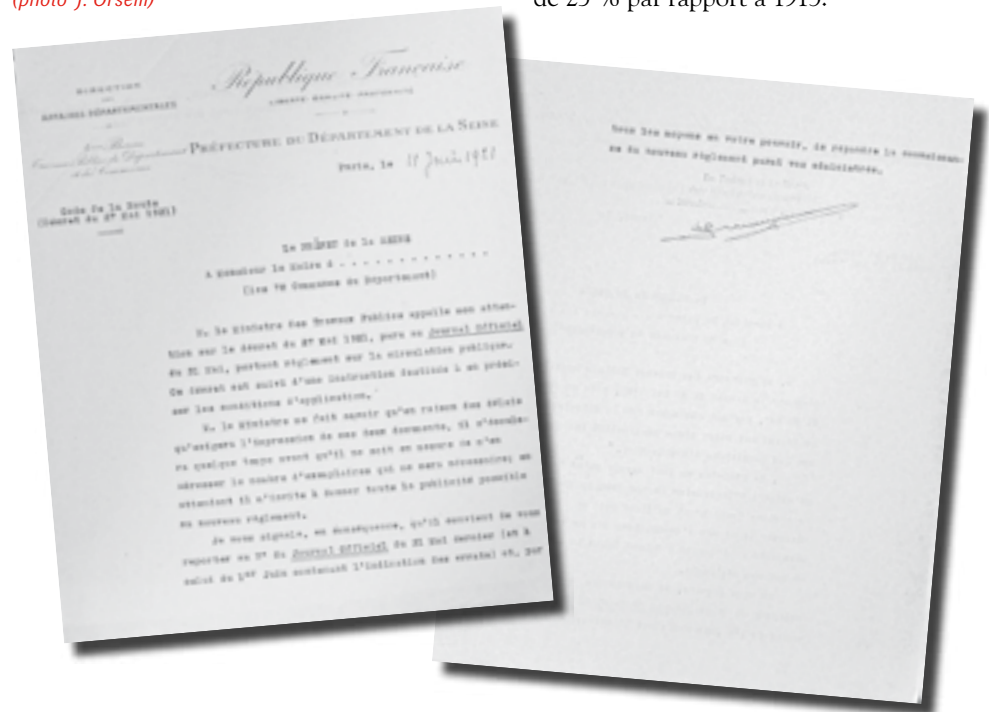 (photo J. Orselli)
de 25 % par rapport à 1913.
DIRECTION
DES
AFFAIRES DÉPARTEMENTALES
République Française
LIBERTÉ ÉGALITÉ FRATERNITÉ
PRÉFECTURE DU DÉPARTEMENT DE LA SEINE
Paris, le 11 Juin 1921
Code de la Route
(Décret du 27 Mai 1921)
Le PRÉFET de la SEINE
A Monsieur le Maire d . . . . . . . . . . . . .
(les 78 Communes du Département)
M. le Ministre des Travaux Publics appelle mon atten-
tion sur le décret du 27 Mai 1921, paru au Journal Officiel
du 31 Mai, portant règlement sur la circulation publique.
Ce décret est suivi d'une instruction destinée à en préci-
ser les conditions d'application.
M. le Ministre me fait savoir qu'en raison des délais
qu'exigera l'impression de ces deux documents, il s'écoule-
ra quelque temps avant qu'il ne soit en mesure de m'en
adresser le nombre d'exemplaires qui me sera nécessaire; en
attendant il m'invite à donner toute la publicité possible
au nouveau règlement.
Je vous signale, en conséquence, qu'il convient de vous
reporter au N° du Journal Officiel du 31 Mai dernier (et à
celui du 1er Juin contenant l'indication des errata) et, par
tous les moyens en votre pouvoir, de répandre la connaissan-
ce du nouveau règlement parmi vos administrés.